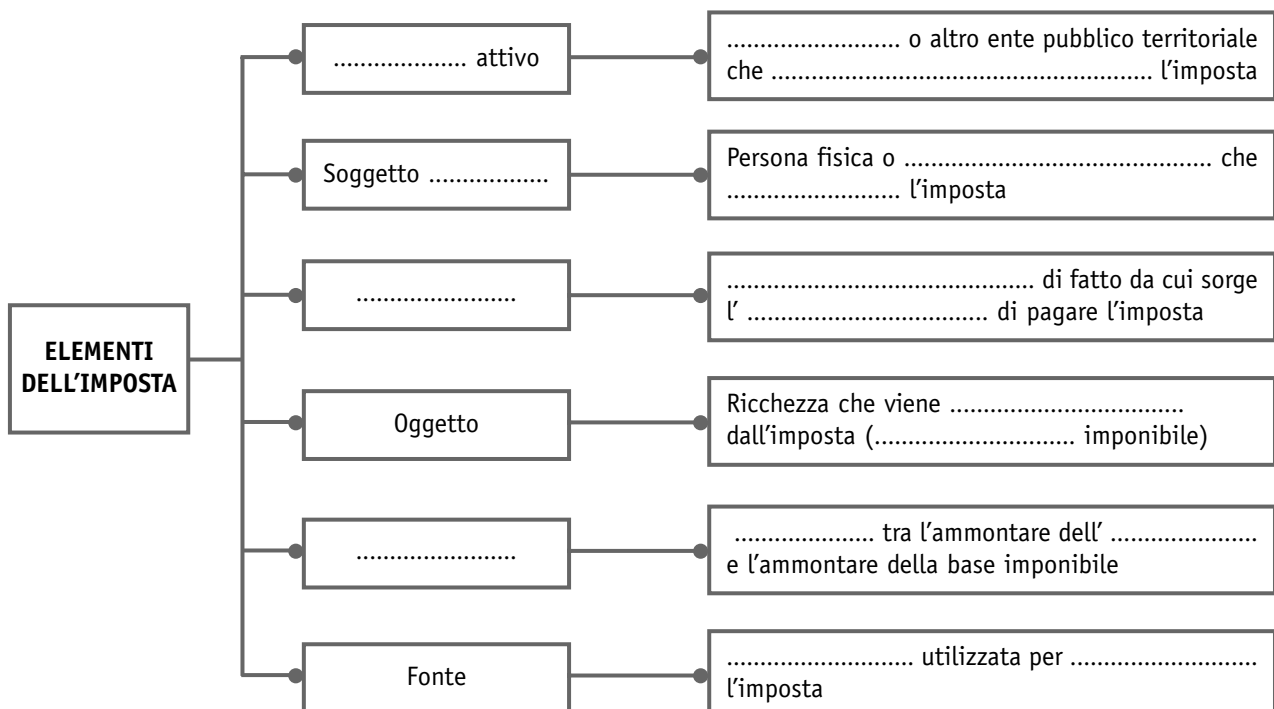 .................... attivo
.......................... o altro ente pubblico territoriale
che ......................................................... l'imposta
Soggetto ..................
Persona fisica o .............................................. che
.......................... l'imposta
........................
.............................................. di fatto da cui sorge
l' .................................... di pagare l'imposta
ELEMENTI
DELL'IMPOSTA
Oggetto
Ricchezza che viene ....................................
dall'imposta (.............................. imponibile)
........................
..................... tra l'ammontare dell' ......................
e l'ammontare della base imponibile
Fonte
............................ utilizzata per ............................
l'imposta